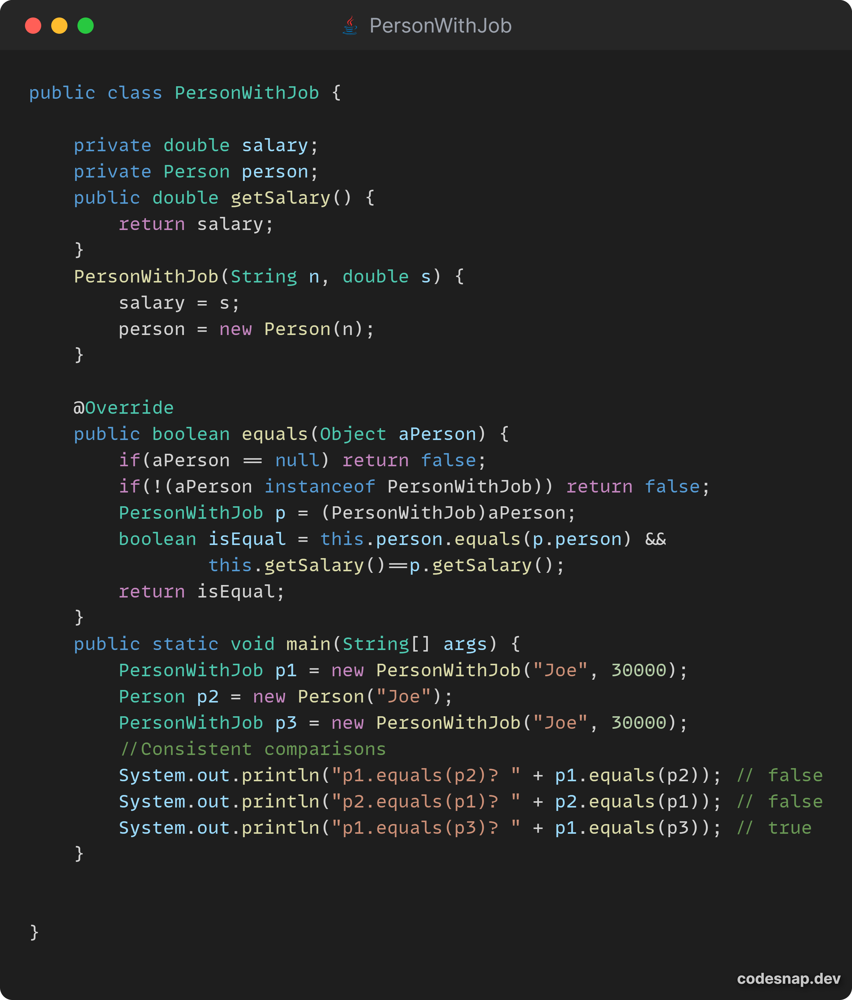 PersonWithJob
public class PersonWithJob {
    private double salary;
    private Person person;
    public double getSalary() {
        return salary;
    }
    PersonWithJob(String n, double s) {
        salary = s;
        person = new Person(n);
    }
    @Override
    public boolean equals(Object aPerson) {
        if(aPerson == null) return false;
        if(!(aPerson instanceof PersonWithJob)) return false;
        PersonWithJob p = (PersonWithJob)aPerson;
        boolean isEqual = this.person.equals(p.person) &&
                this.getSalary()==p.getSalary();
        return isEqual;
    }
    public static void main(String[] args) {
        PersonWithJob p1 = new PersonWithJob("Joe", 30000);
        Person p2 = new Person("Joe");
        PersonWithJob p3 = new PersonWithJob("Joe", 30000);
        //Consistent comparisons
        System.out.println("p1.equals(p2)? " + p1.equals(p2)); // false
        System.out.println("p2.equals(p1)? " + p2.equals(p1)); // false
        System.out.println("p1.equals(p3)? " + p1.equals(p3)); // true
    }
}
codesnap.dev